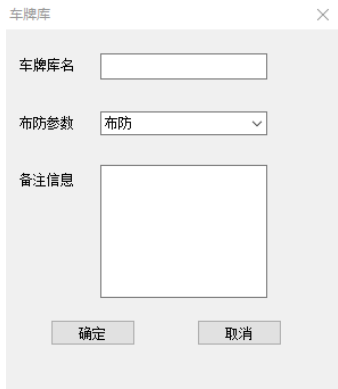 车牌库
车牌库名
布防参数 布防
备注信息
确定 取消